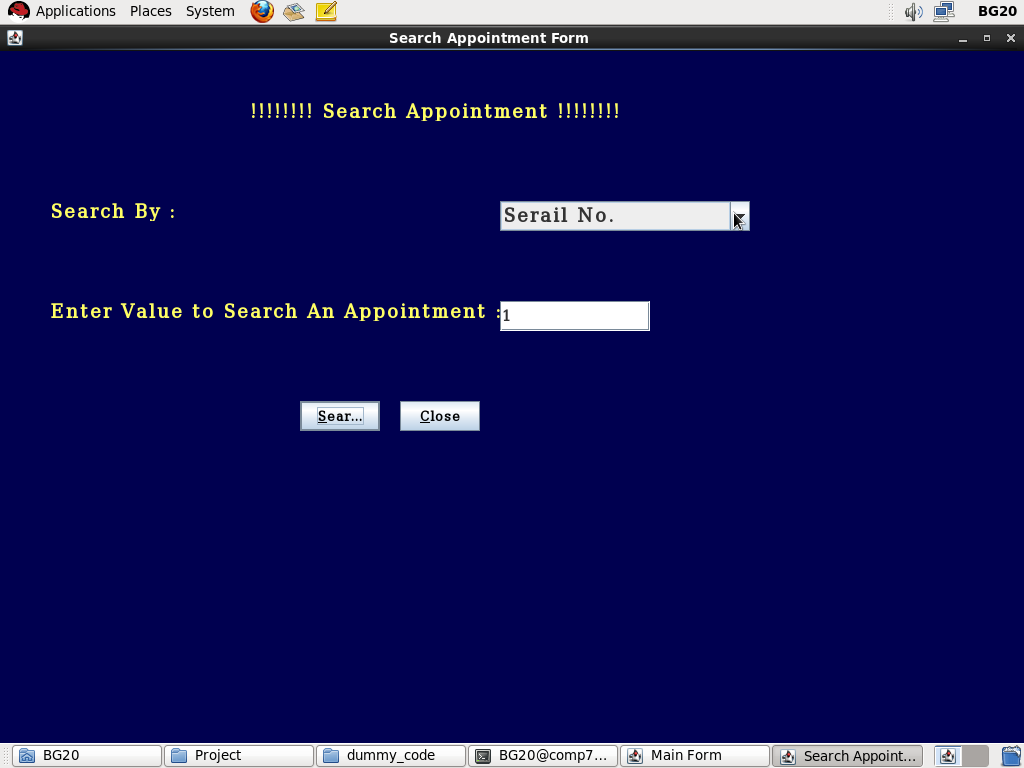 Applications Places System BG20
Search Appointment Form
!!!!!!!! Search Appointment !!!!!!!!
Search By : Serail No.
Enter Value to Search An Appointment : 1
Sear... Close
BG20 Project dummy_code BG20@comp7... Main Form Search Appoint...